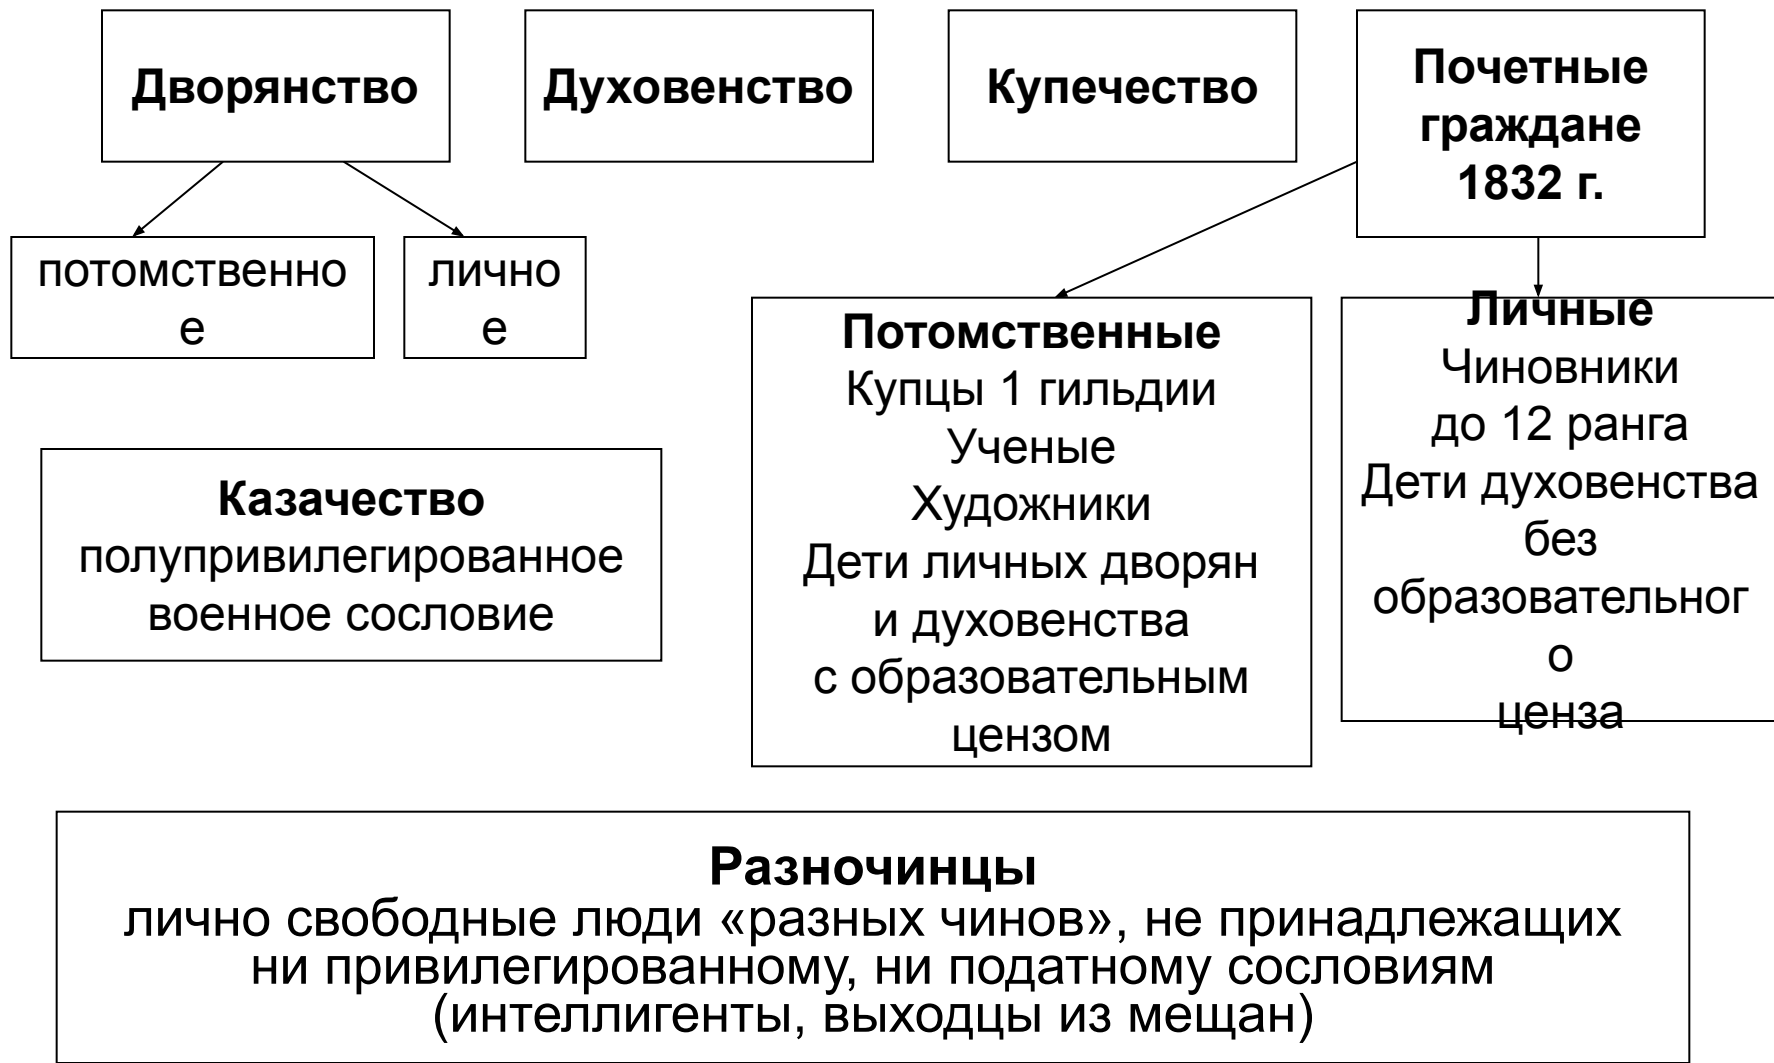 Дворянство
Духовенство
Купечество
Почетные
граждане
1832 г.
потомственно
е
лично
е
Казачество
полупривилегированное
военное сословие
Потомственные
Купцы 1 гильдии
Ученые
Художники
Дети личных дворян
и духовенства
с образовательным
цензом
Личные
Чиновники
до 12 ранга
Дети духовенства
без
образовательног
о
ценза
Разночинцы
лично свободные люди «разных чинов», не принадлежащих
ни привилегированному, ни податному сословиям
(интеллигенты, выходцы из мещан)